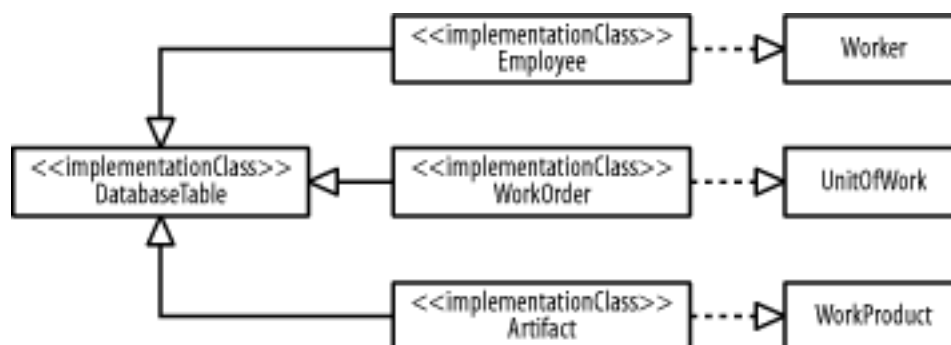 <<implementationClass>>
Employee
Worker
<<implementationClass>>
DatabaseTable
<<implementationClass>>
WorkOrder
UnitOfWork
<<implementationClass>>
Artifact
WorkProduct